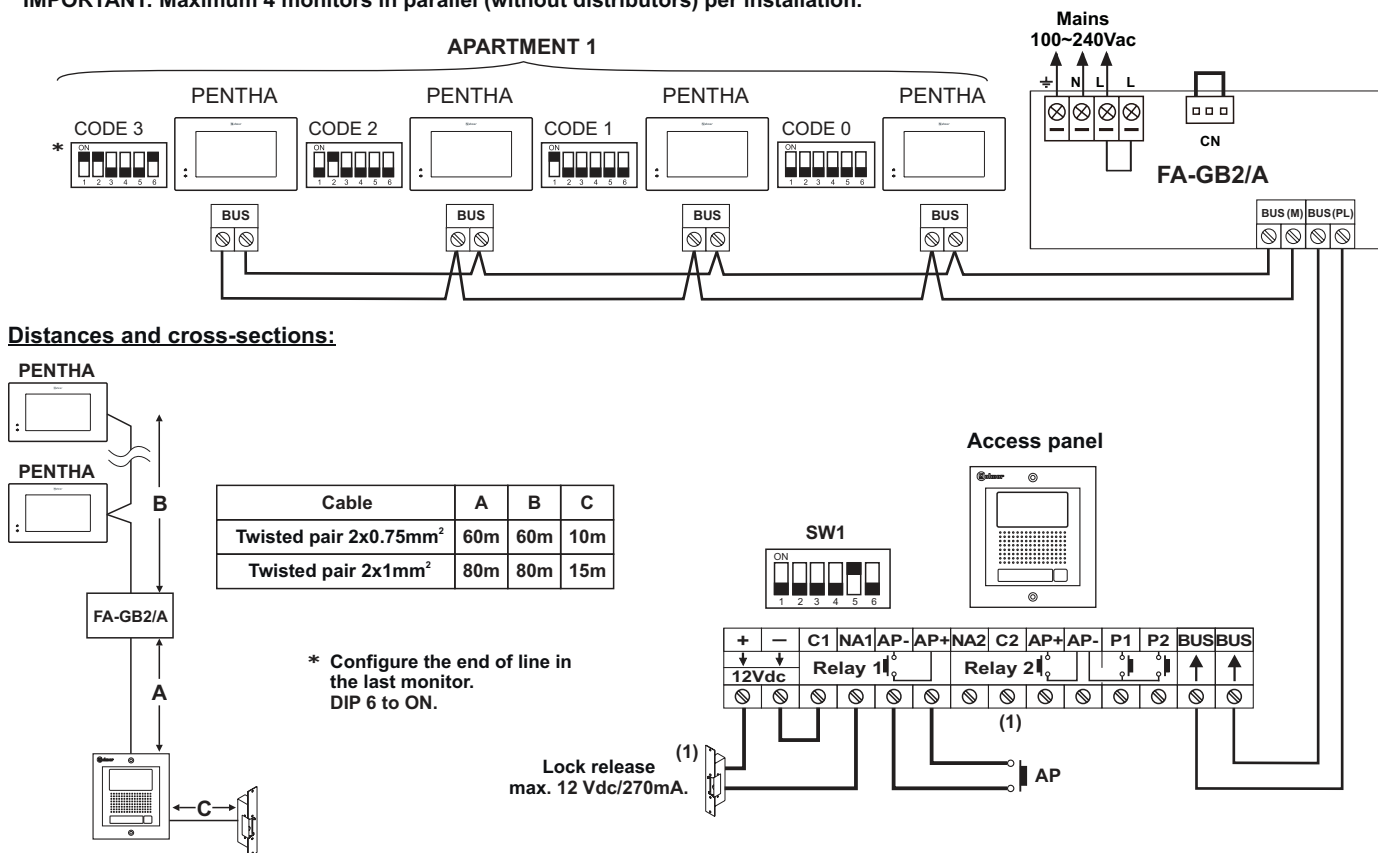 IMPORTANT: Maximum 4 monitors in parallel (without distributors) per installation.
Mains
100~240Vac
APARTMENT 1
N L L
PENTHA PENTHA PENTHA PENTHA
CODE 3 CODE 2 CODE 1 CODE 0
CN
*
ON ON ON ON
1 2 3 4 5 6 1 2 3 4 5 6 1 2 3 4 5 6 1 2 3 4 5 6
FA-GB2/A
BUS BUS BUS BUS
BUS (M) BUS (PL)
Distances and cross-sections:
PENTHA
PENTHA
B
Cable A B C
Twisted pair 2x0.75mm² 60m 60m 10m
Twisted pair 2x1mm² 80m 80m 15m
FA-GB2/A
A
C
* Configure the end of line in
the last monitor.
DIP 6 to ON.
Access panel
Golmar
SW1
ON
1 2 3 4 5 6
+ – C1 NA1 AP- AP+ NA2 C2 AP+ AP- P1 P2 BUS BUS
12Vdc Relay 1 Relay 2
(1)
(1)
Lock release
max. 12 Vdc/270mA.
AP